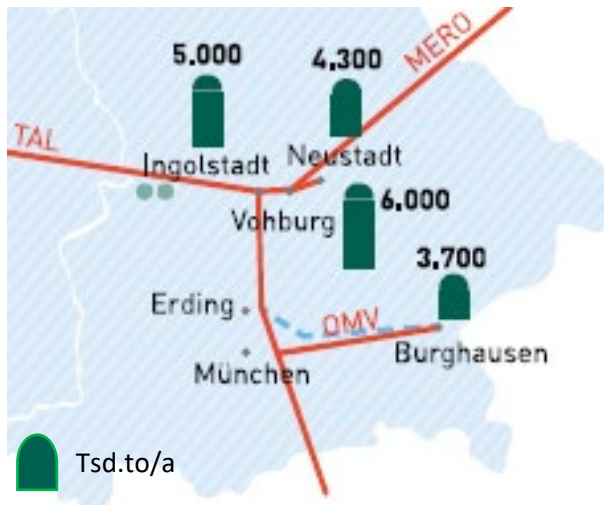 5.000
4.300
MERO
TAL
Ingolstadt
Neustadt
Vohburg
6.000
3.700
Erding
OMV
Burghausen
München
Tsd.to/a